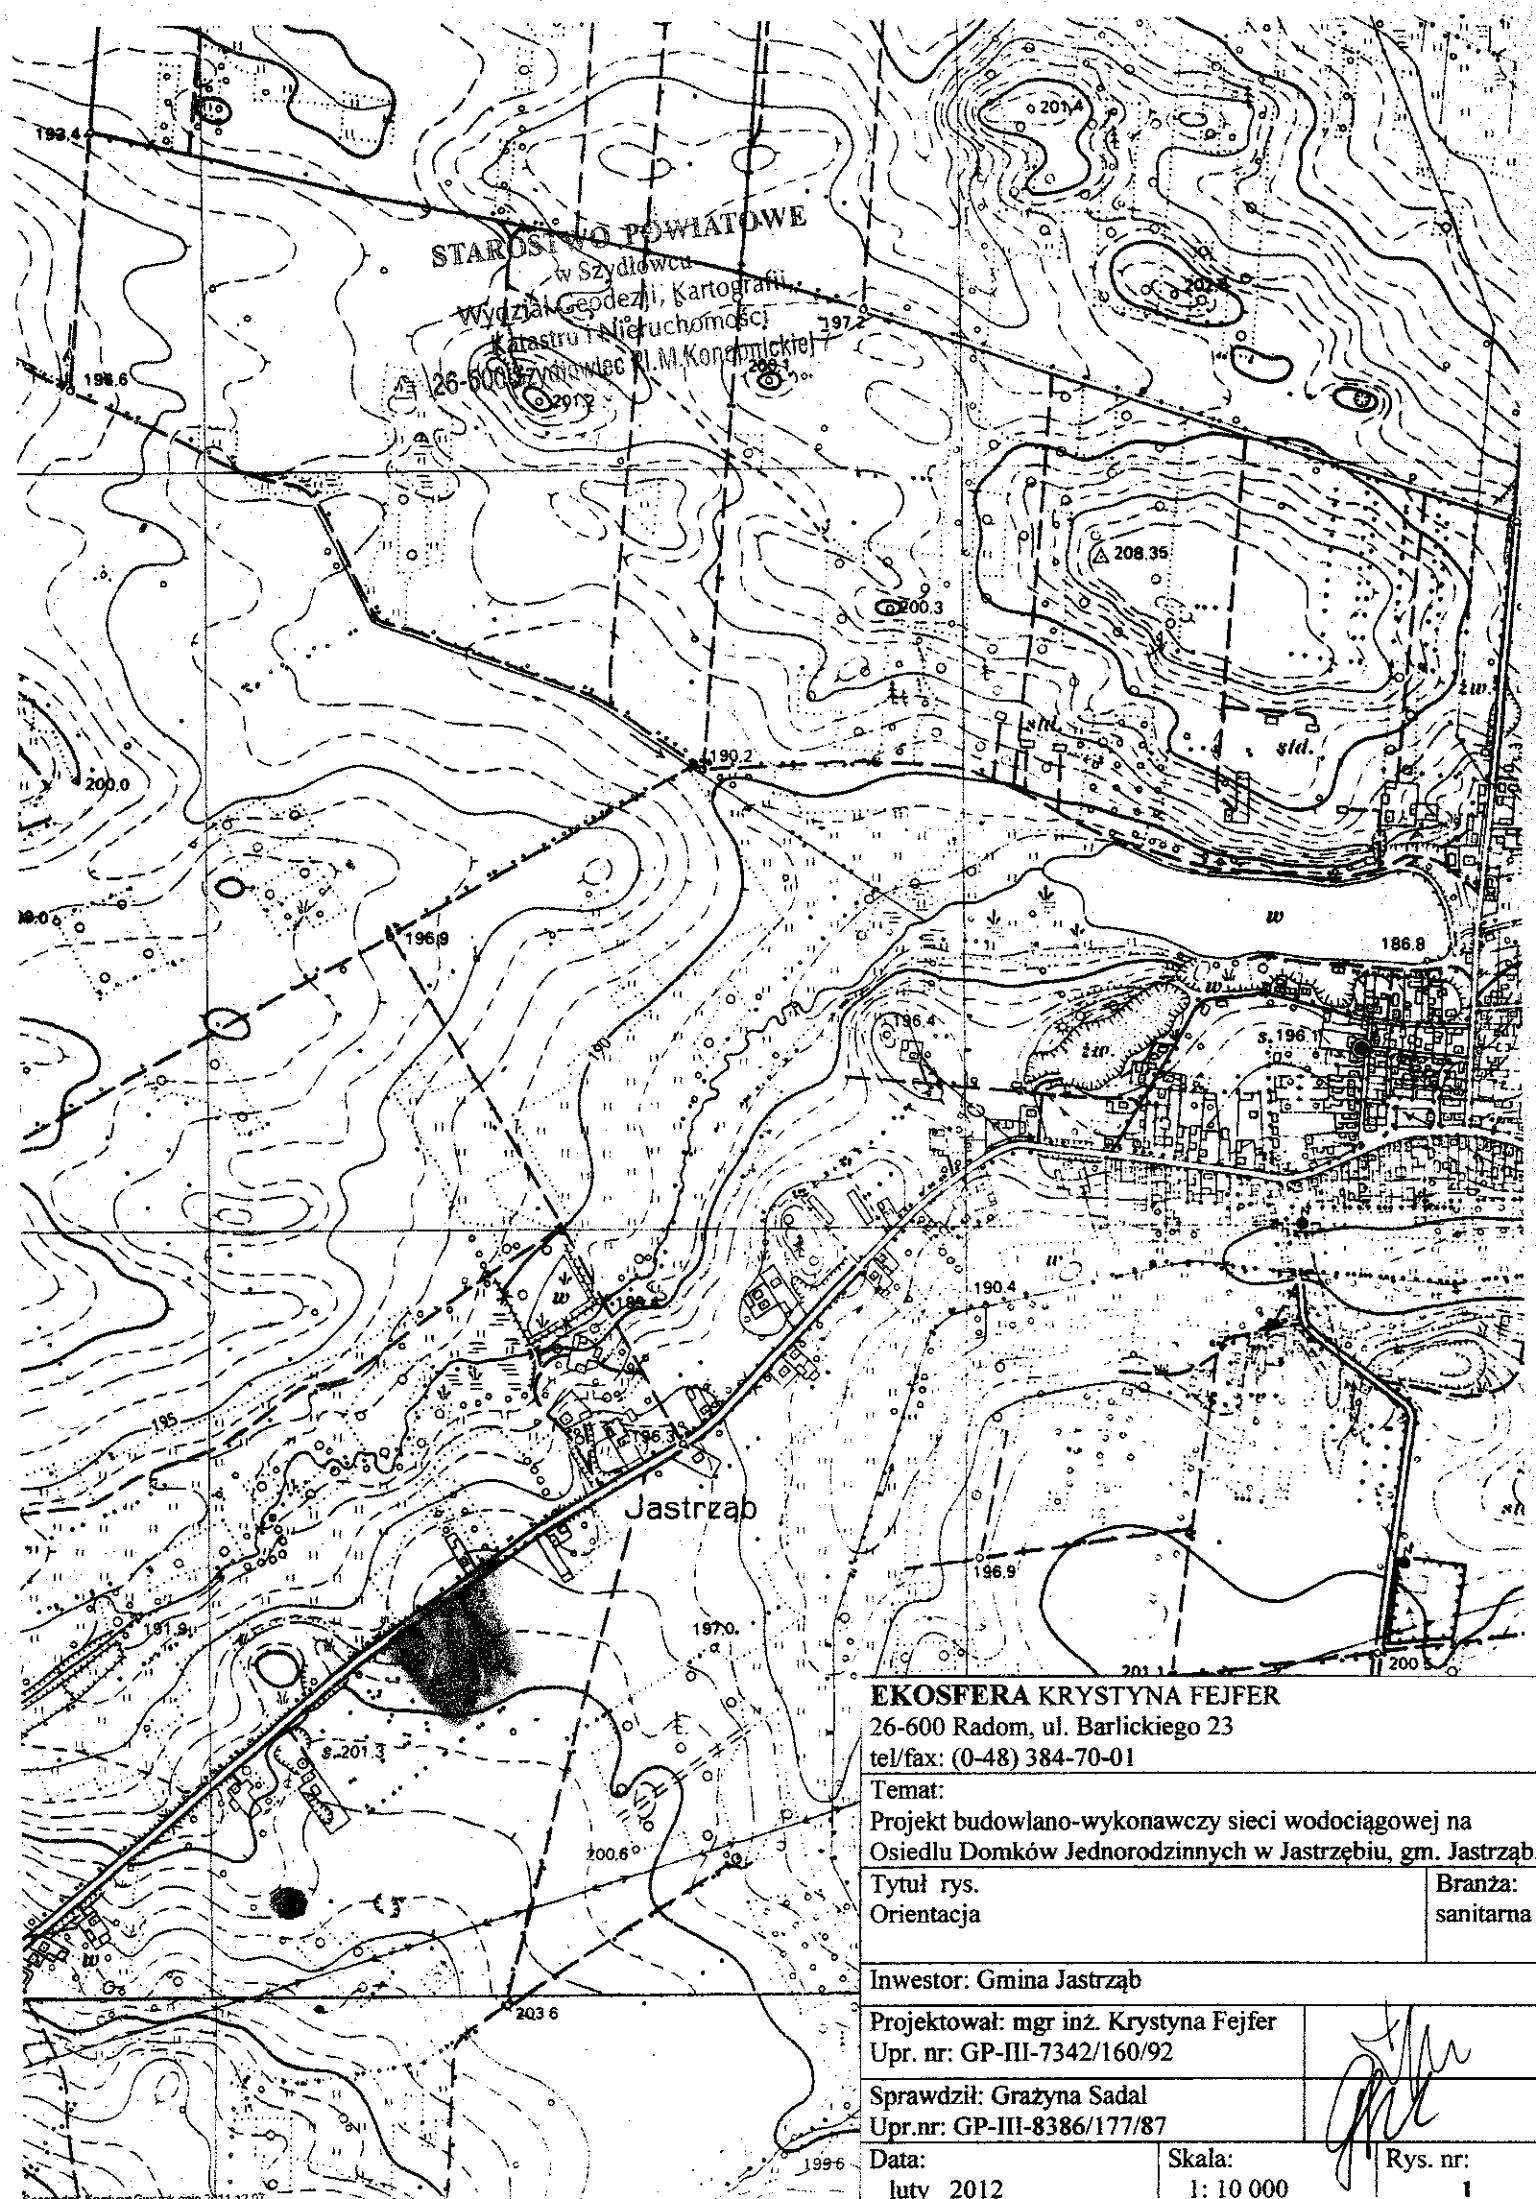 201.4
193.4
STAROSTWO POWIATOWE
w Szydłowcu
Wydział Geodezji, Kartografii,
Katastru i Nieruchomości
26-500 Szydłowiec Pl.M.Konopnickiej 7
197.2
201.2
208.35
200.3
żw.
sld.
sld.
190.2
200.0
w
186.8
196.9
196.4
w
s.196.1
żw.
190
w
190.4
w
195
196.3
Jastrząb
196.9
197.0
191.9
201.1
200.5
s.201.3
200.6
w
203.6
199.6
EKOSFERA KRYSTYNA FEJFER
26-600 Radom, ul. Barlickiego 23
tel/fax: (0-48) 384-70-01
Temat:
Projekt budowlano-wykonawczy sieci wodociągowej na
Osiedlu Domków Jednorodzinnych w Jastrzębiu, gm. Jastrząb.
Tytuł rys.
Orientacja
Branża:
sanitarna
Inwestor: Gmina Jastrząb
Projektował: mgr inż. Krystyna Fejfer
Upr. nr: GP-III-7342/160/92
Sprawdził: Grażyna Sadal
Upr.nr: GP-III-8386/177/87
Data:
luty 2012
Skala:
1: 10 000
Rys. nr:
1